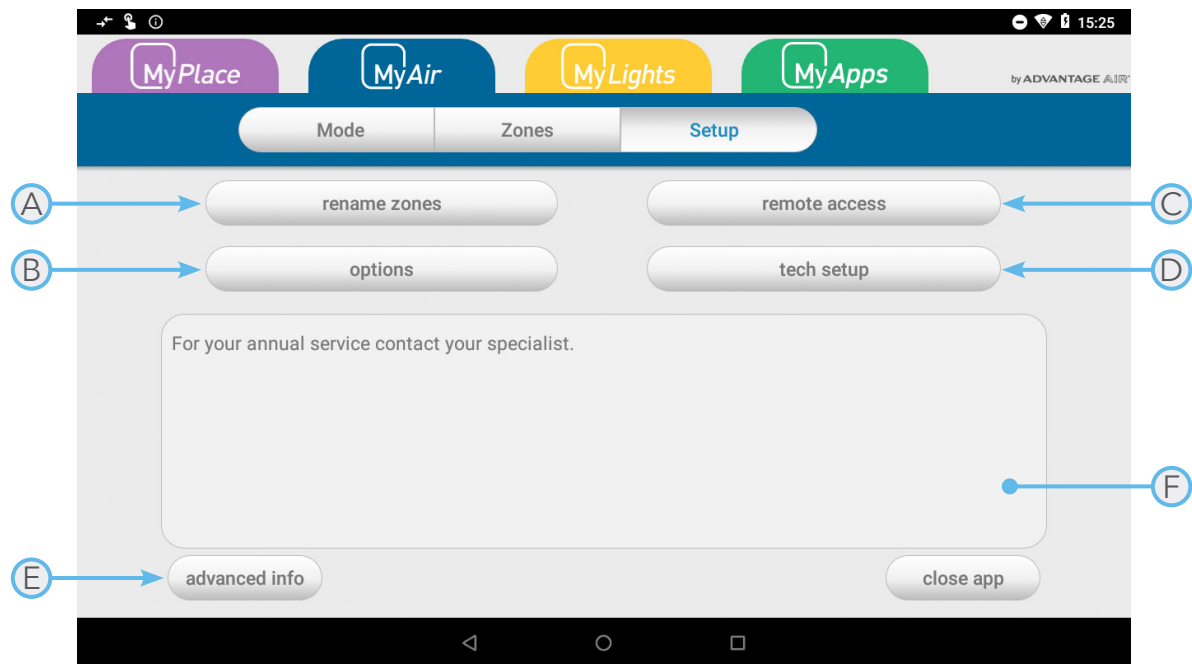 15:25
MyPlace MyAir MyLights MyApps by ADVANTAGE AIR
Mode Zones Setup
A rename zones remote access C
B options tech setup D
For your annual service contact your specialist.
F
E advanced info close app